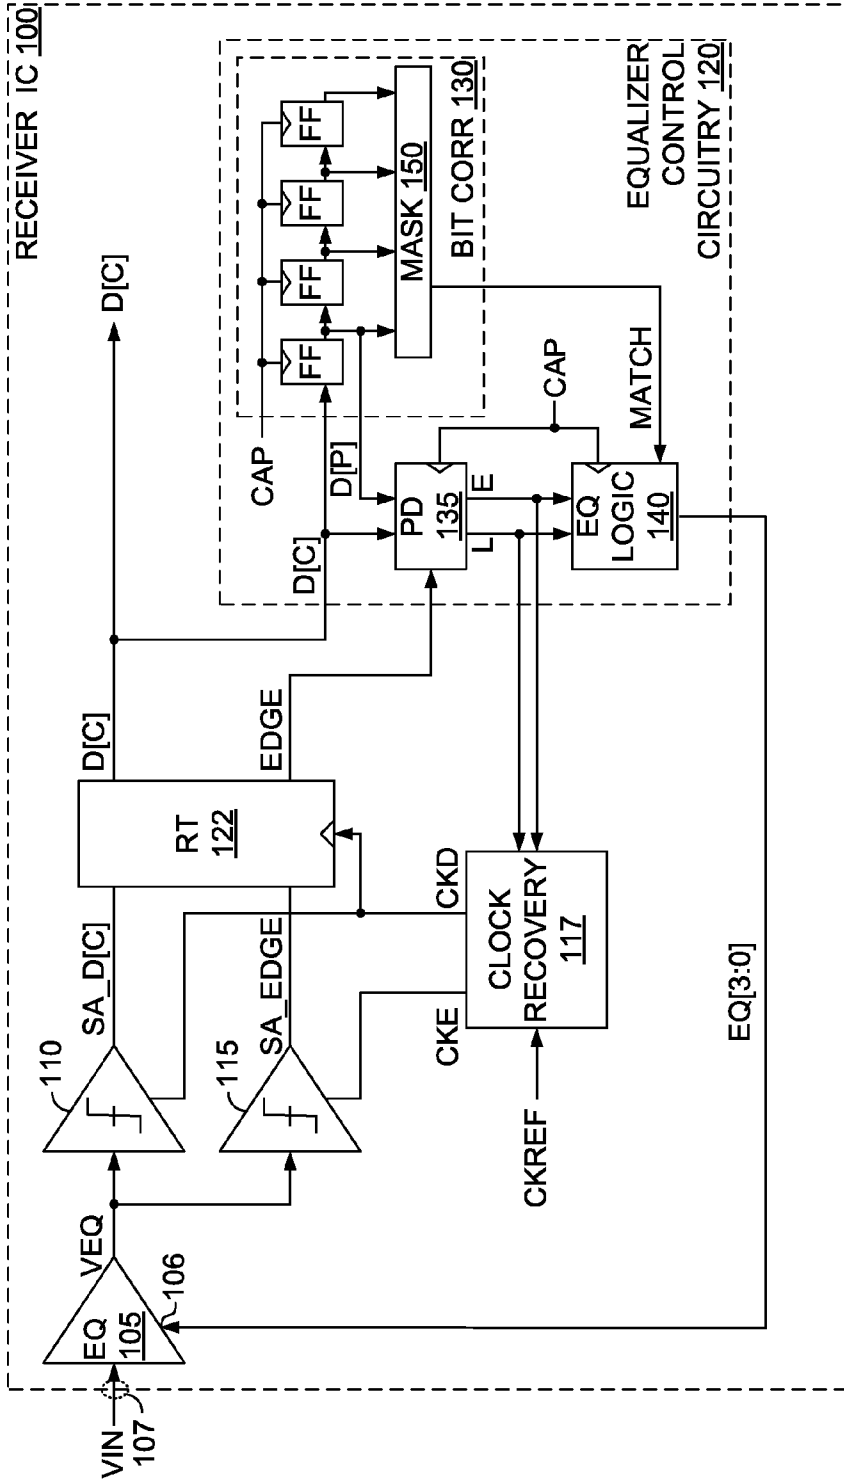 RECEIVER IC 100
VIN
107
EQ
105
106
VEQ
110
115
SA_D[C]
SA_EDGE
RT
122
D[C]
EDGE
D[C]
CKREF
CKE
CKD
CLOCK
RECOVERY
117
EQ[3:0]
D[C]
D[P]
CAP
FF
FF
FF
FF
MASK 150
BIT CORR 130
PD
135
L
E
CAP
EQ
LOGIC
140
MATCH
EQUALIZER
CONTROL
CIRCUITRY 120